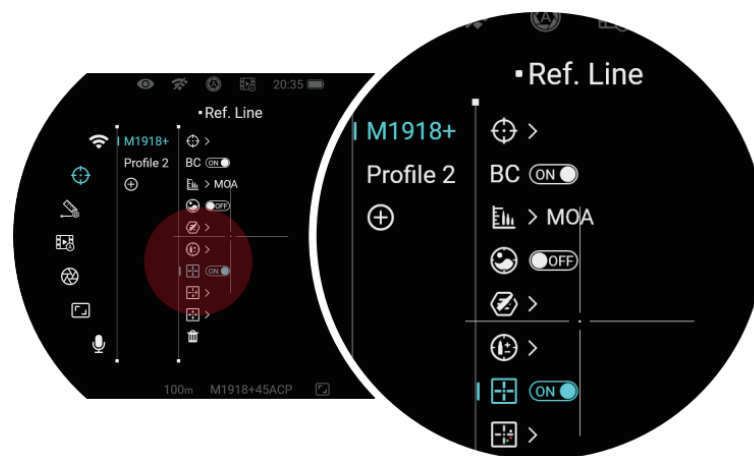 20:35
Ref. Line
M1918+
Profile 2
BC ON
> MOA
OFF
>
>
ON
>
>
100m M1918+45ACP
Ref. Line
M1918+
Profile 2
>
BC ON
> MOA
OFF
>
>
ON
>